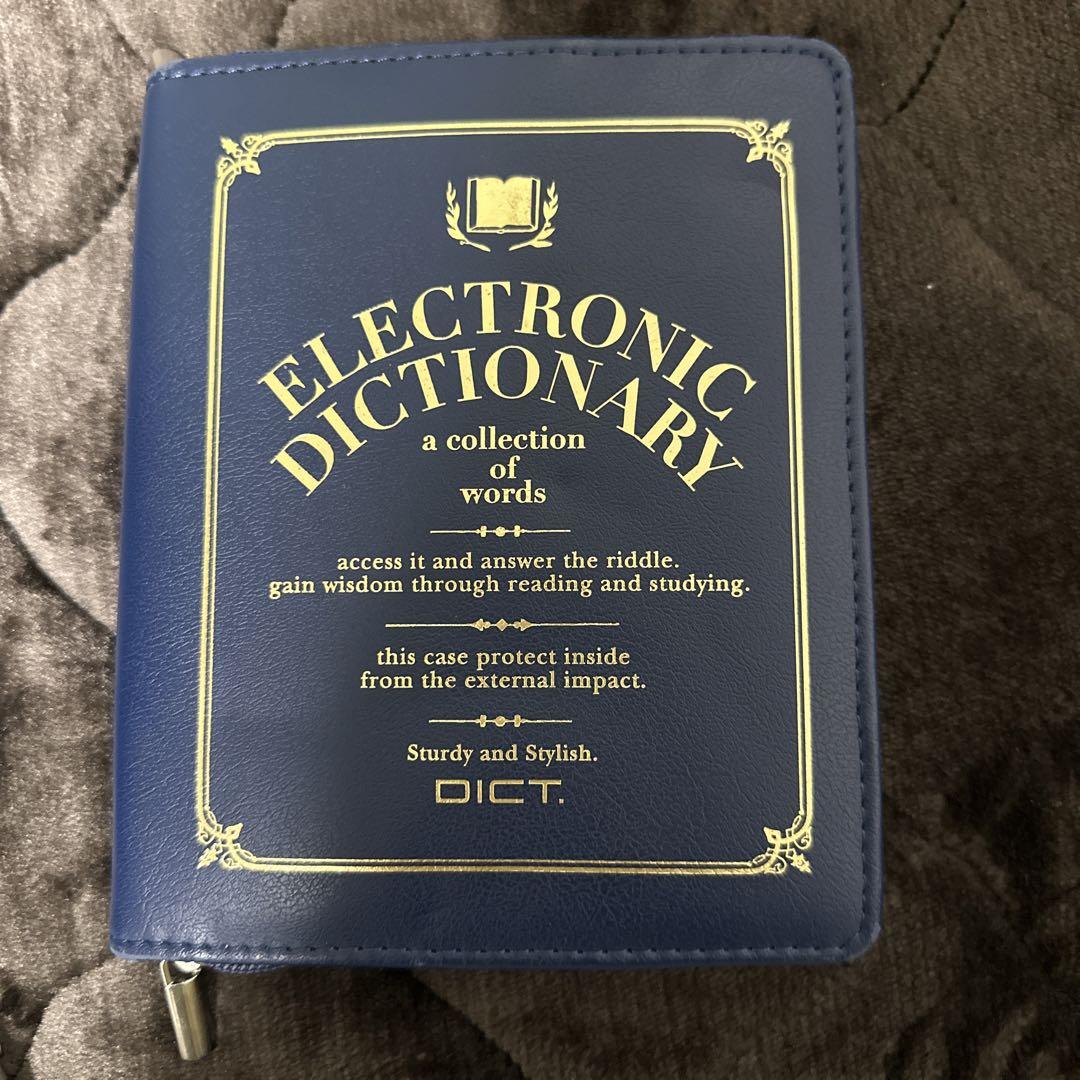 ELECTRONIC
DICTIONARY
a collection
of
words
access it and answer the riddle.
gain wisdom through reading and studying.
this case protect inside
from the external impact.
Sturdy and Stylish.
DICT.